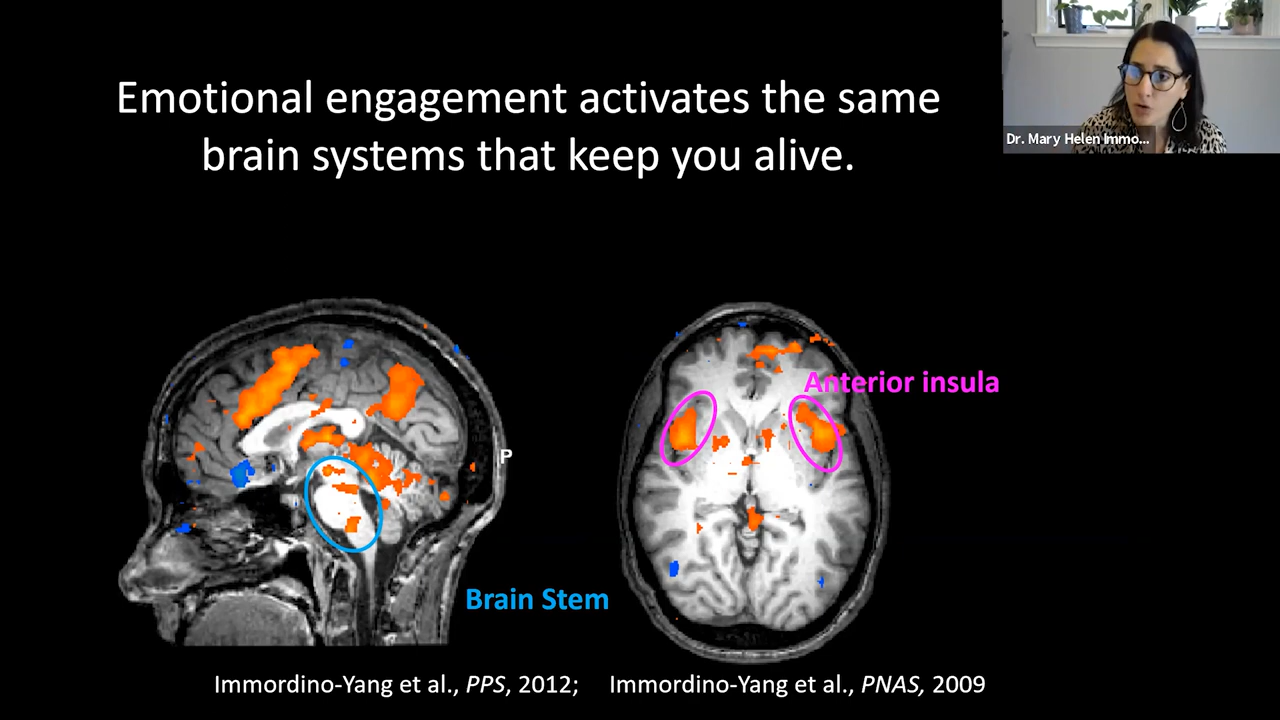 Emotional engagement activates the same
brain systems that keep you alive.
Dr. Mary Helen Immo...
Anterior insula
P
Brain Stem
Immordino-Yang et al., PPS, 2012; Immordino-Yang et al., PNAS, 2009